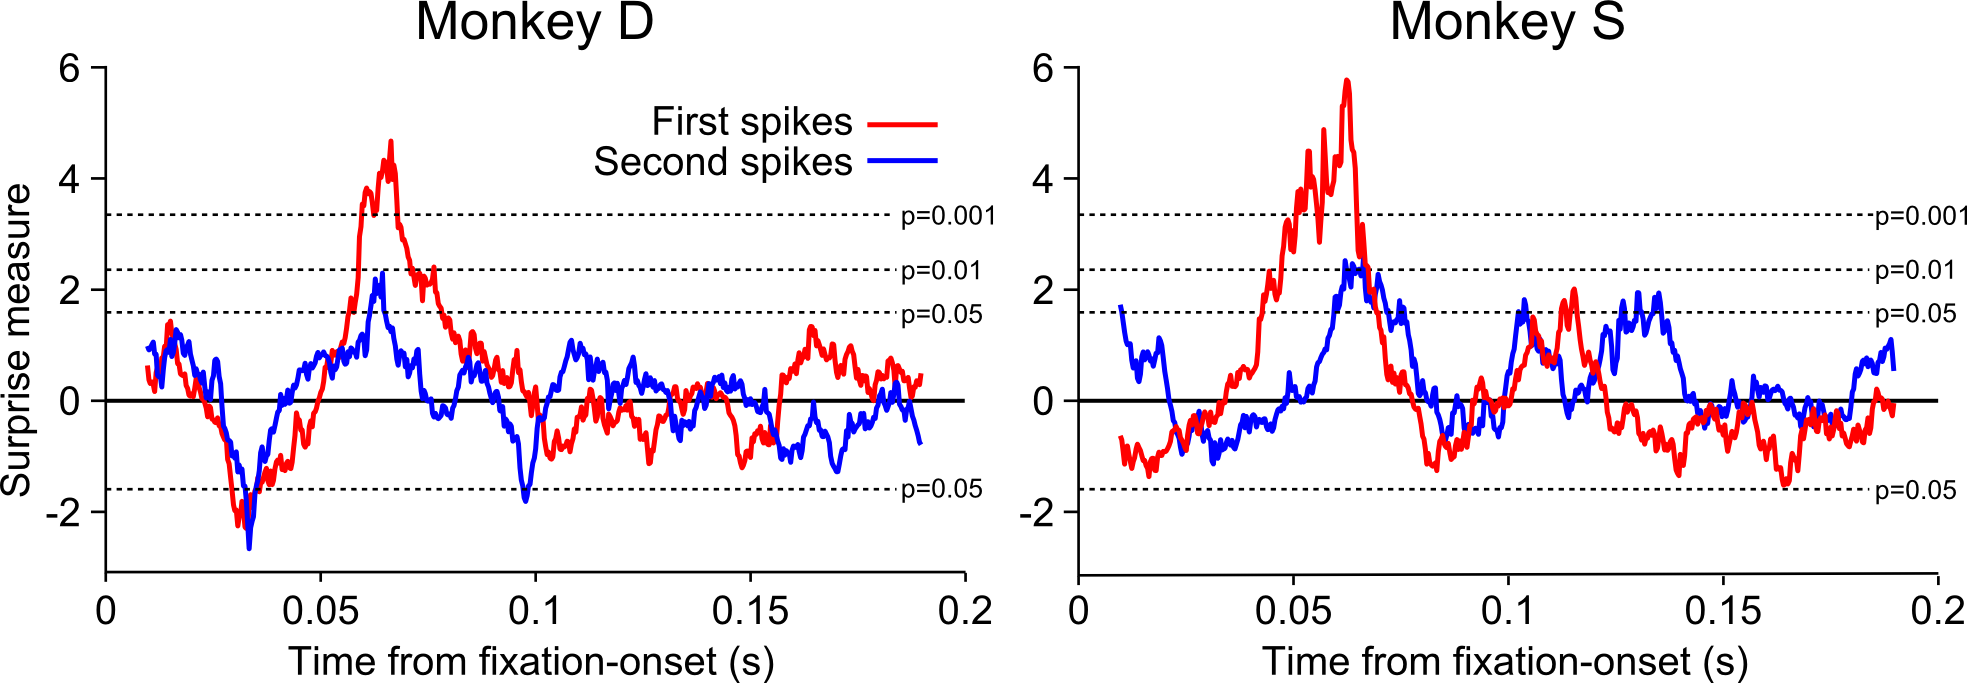 Monkey D
Monkey S
6
4
2
0
-2
Surprise measure
First spikes
Second spikes
p=0.001
p=0.01
p=0.05
p=0.05
0
0.05
0.1
0.15
0.2
Time from fixation-onset (s)
6
4
2
0
-2
p=0.001
p=0.01
p=0.05
p=0.05
0
0.05
0.1
0.15
0.2
Time from fixation-onset (s)